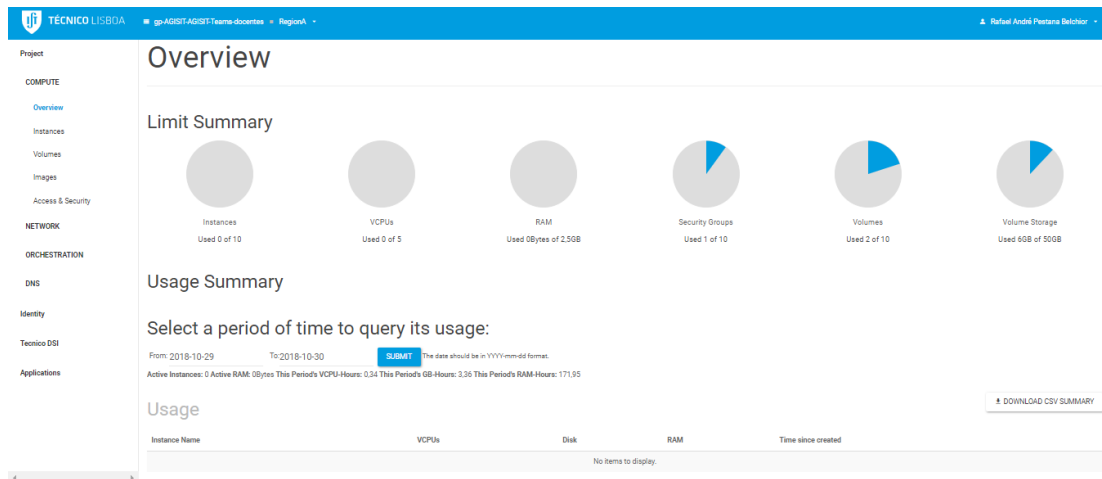 TÉCNICO LISBOA
gp-AGISIT-AGISIT-Teams-docentes RegionA
Rafael André Pestana Belchior
Project
COMPUTE
Overview
Instances
Volumes
Images
Access & Security
NETWORK
ORCHESTRATION
DNS
Identity
Tecnico DSI
Applications
Overview
Limit Summary
Instances
Used 0 of 10
VCPUs
Used 0 of 5
RAM
Used 0Bytes of 2,5GB
Security Groups
Used 1 of 10
Volumes
Used 2 of 10
Volume Storage
Used 6GB of 50GB
Usage Summary
Select a period of time to query its usage:
From: 2018-10-29 To:2018-10-30 SUBMIT The date should be in YYYY-mm-dd format.
Active Instances: 0 Active RAM: 0Bytes This Period's VCPU-Hours: 0,34 This Period's GB-Hours: 3,36 This Period's RAM-Hours: 171,95
Usage
DOWNLOAD CSV SUMMARY
Instance Name VCPUs Disk RAM Time since created
No items to display.